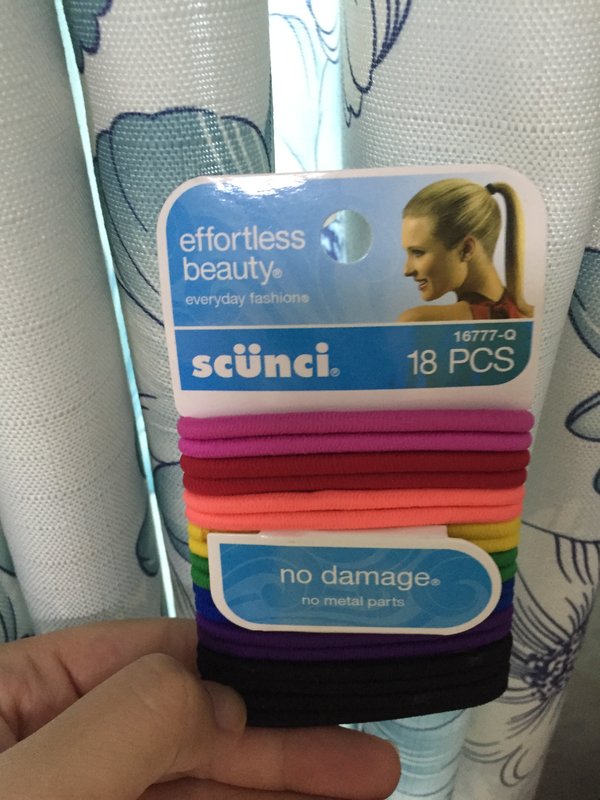 effortless
beauty®
everyday fashion®
16777-Q
scünci®
18 PCS
no damage®
no metal parts